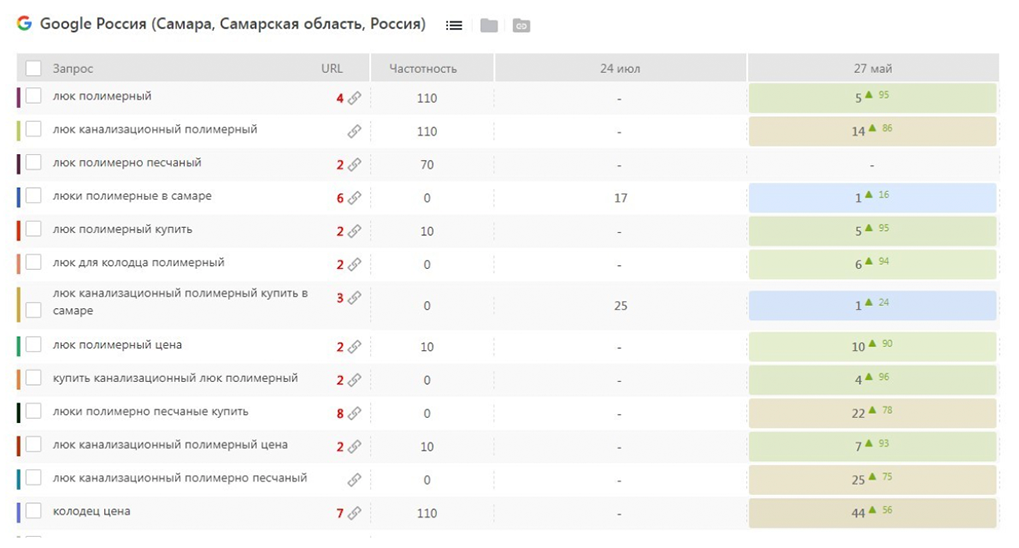 Google Россия (Самара, Самарская область, Россия)
Запрос URL Частотность 24 июл 27 май
люк полимерный 4 110 - 5 ▲ 95
люк канализационный полимерный 110 - 14 ▲ 86
люк полимерно песчаный 2 70 - -
люки полимерные в самаре 6 0 17 1 ▲ 16
люк полимерный купить 2 10 - 5 ▲ 95
люк для колодца полимерный 2 0 - 6 ▲ 94
люк канализационный полимерный купить в
самаре 3 0 25 1 ▲ 24
люк полимерный цена 2 10 - 10 ▲ 90
купить канализационный люк полимерный 2 0 - 4 ▲ 96
люки полимерно песчаные купить 8 0 - 22 ▲ 78
люк канализационный полимерный цена 2 10 - 7 ▲ 93
люк канализационный полимерно песчаный 0 - 25 ▲ 75
колодец цена 7 110 - 44 ▲ 56